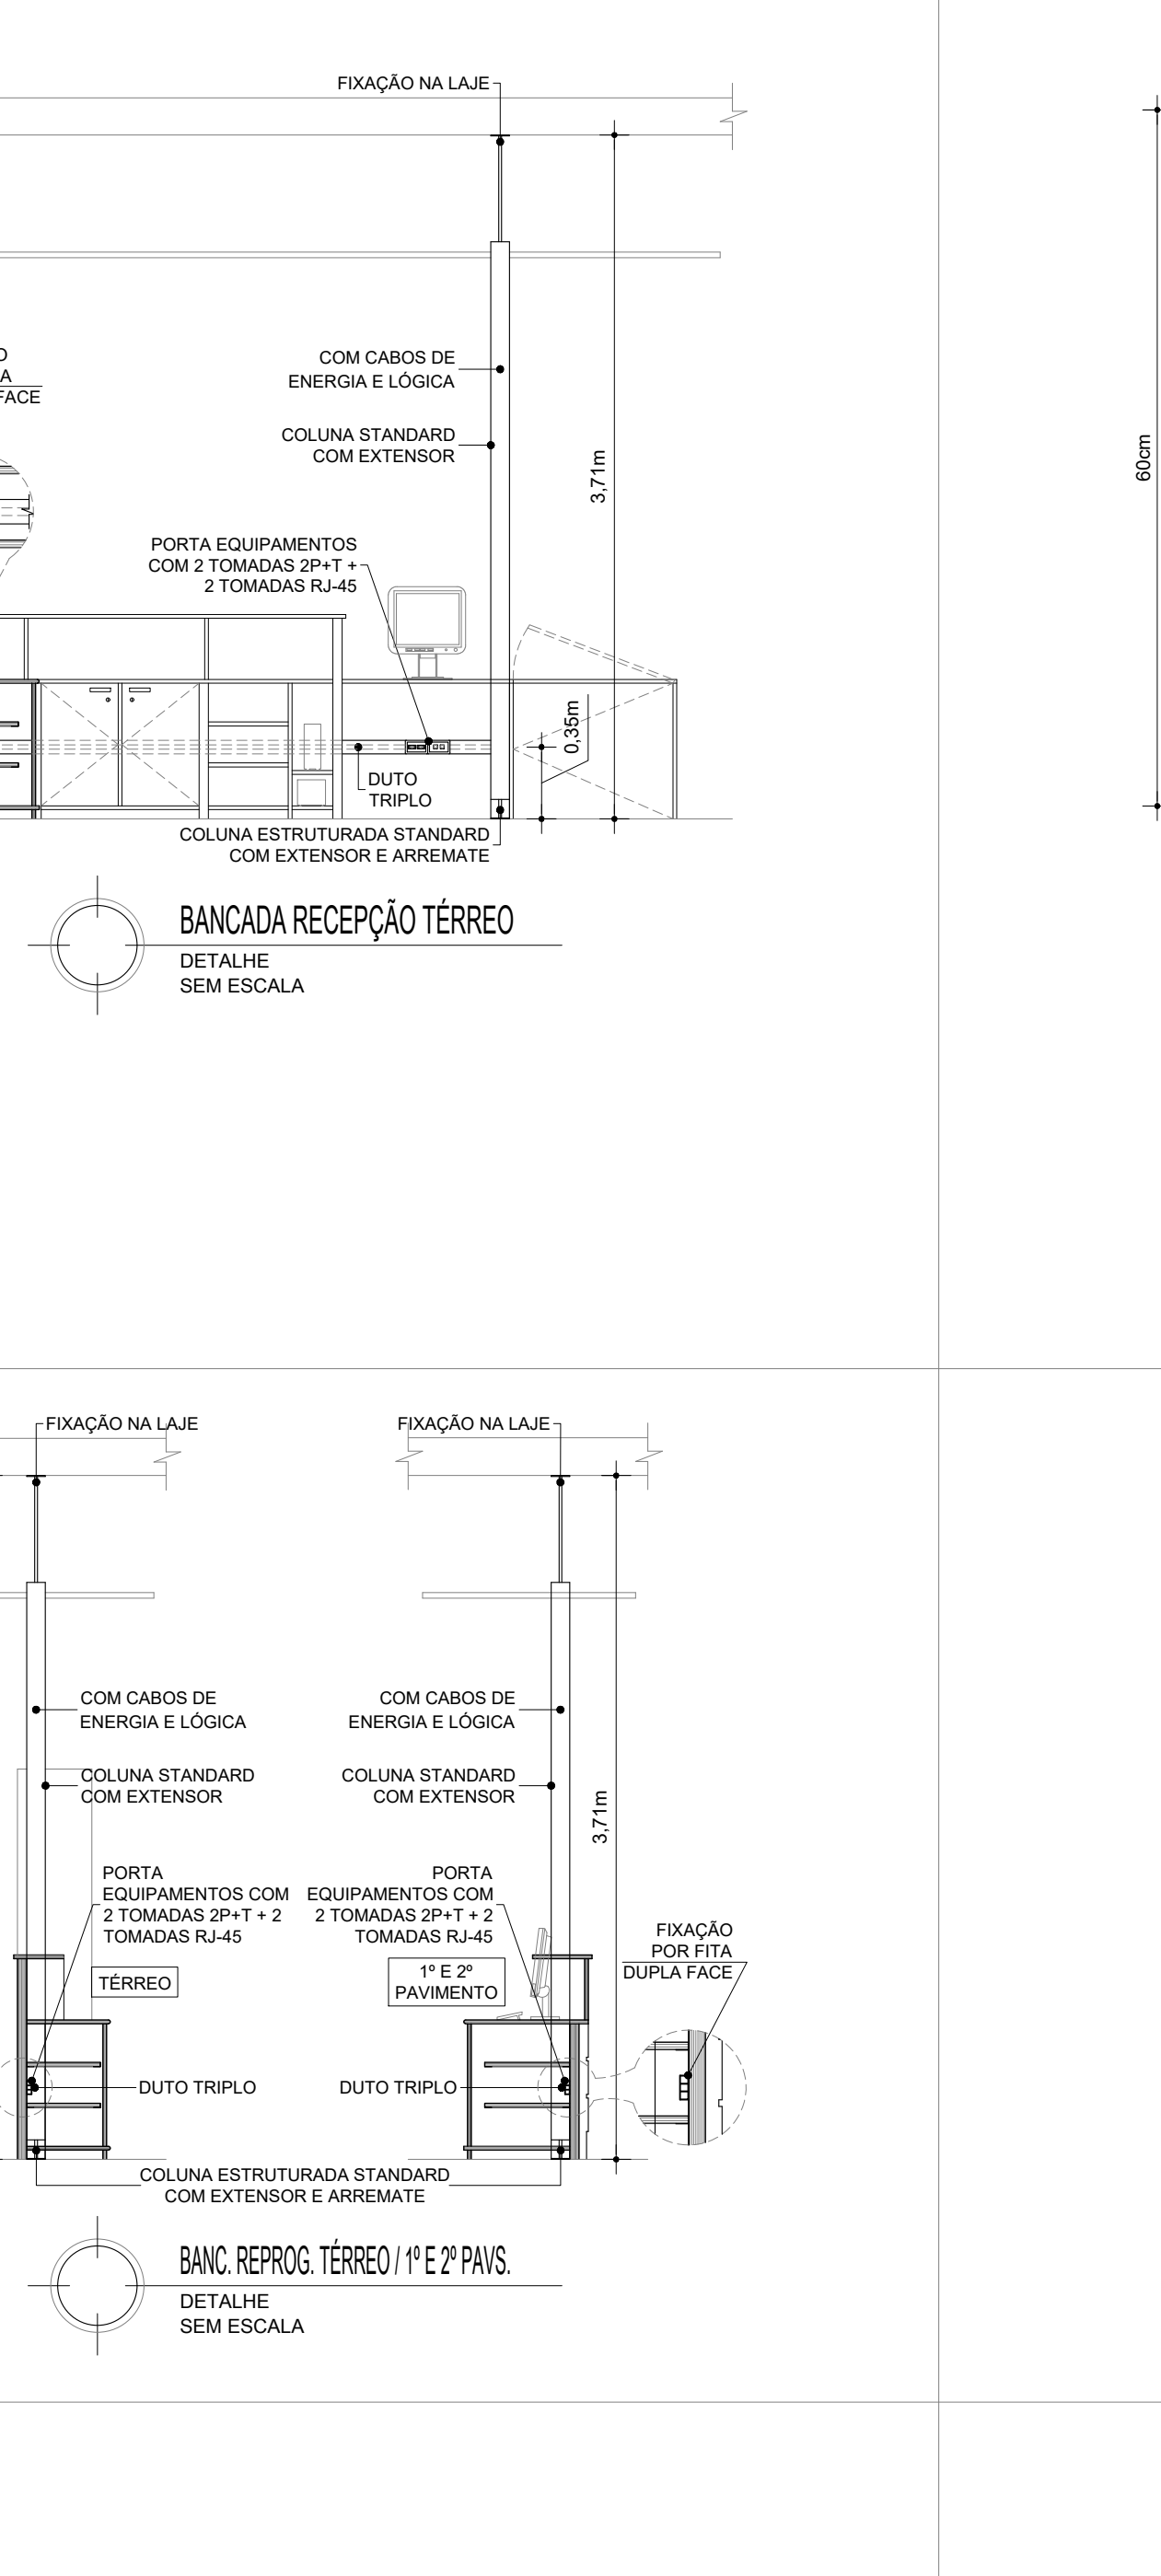 FIXAÇÃO NA LAJE
FACE
COM CABOS DE
ENERGIA E LÓGICA
COLUNA STANDARD
COM EXTENSOR
3,71m
60cm
PORTA EQUIPAMENTOS
COM 2 TOMADAS 2P+T +
2 TOMADAS RJ-45
0,35m
DUTO
TRIPLO
COLUNA ESTRUTURADA STANDARD
COM EXTENSOR E ARREMATE
BANCADA RECEPÇÃO TÉRREO
DETALHE
SEM ESCALA
FIXAÇÃO NA LAJE
FIXAÇÃO NA LAJE
COM CABOS DE
ENERGIA E LÓGICA
COM CABOS DE
ENERGIA E LÓGICA
COLUNA STANDARD
COM EXTENSOR
COLUNA STANDARD
COM EXTENSOR
3,71m
PORTA
EQUIPAMENTOS COM
2 TOMADAS 2P+T + 2
TOMADAS RJ-45
PORTA
EQUIPAMENTOS COM
2 TOMADAS 2P+T + 2
TOMADAS RJ-45
FIXAÇÃO
POR FITA
DUPLA FACE
TÉRREO
1º E 2º
PAVIMENTO
DUTO TRIPLO
DUTO TRIPLO
COLUNA ESTRUTURADA STANDARD
COM EXTENSOR E ARREMATE
BANC. REPROG. TÉRREO / 1º E 2º PAVS.
DETALHE
SEM ESCALA